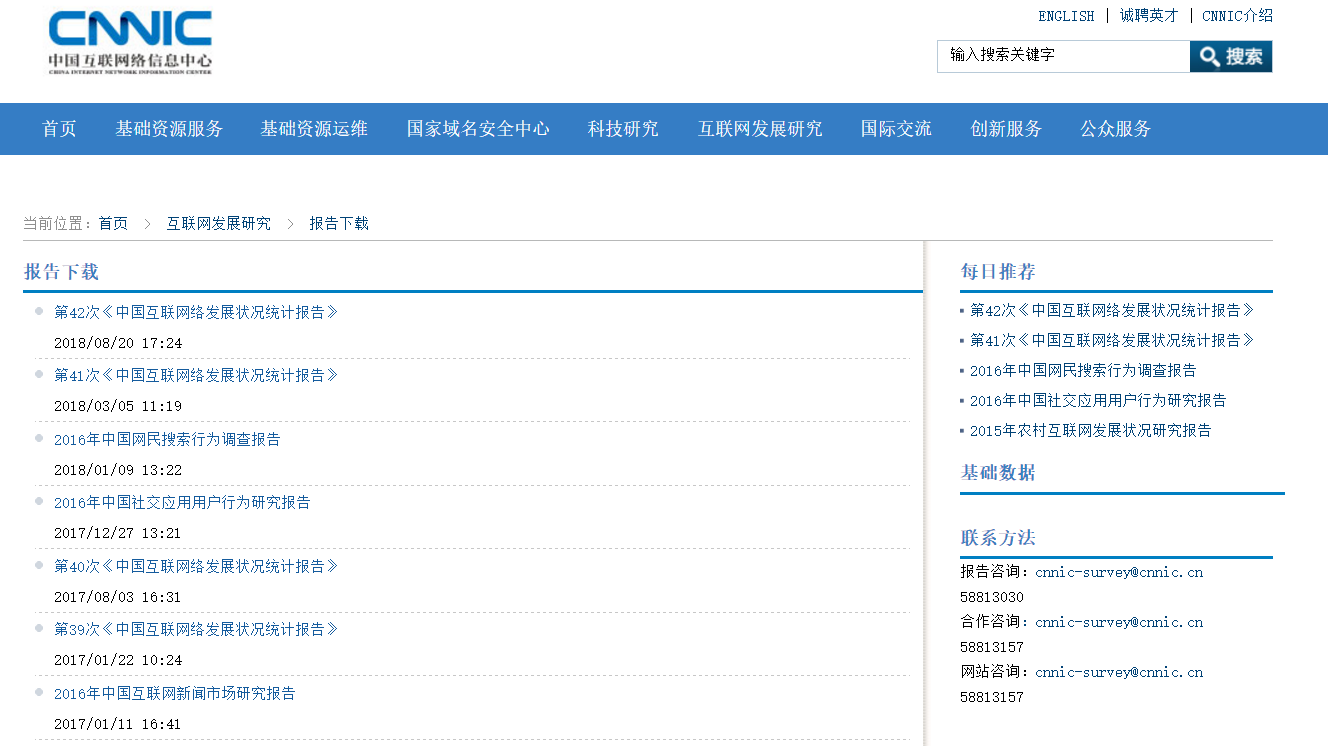 CNNIC
中国互联网络信息中心
CHINA INTERNET NETWORK INFORMATION CENTER
ENGLISH | 诚聘英才 | CNNIC介绍
输入搜索关键字 搜索
首页 基础资源服务 基础资源运维 国家域名安全中心 科技研究 互联网发展研究 国际交流 创新服务 公众服务
当前位置：首页 > 互联网发展研究 > 报告下载
报告下载
第42次《中国互联网络发展状况统计报告》
2018/08/20 17:24
第41次《中国互联网络发展状况统计报告》
2018/03/05 11:19
2016年中国网民搜索行为调查报告
2018/01/09 13:22
2016年中国社交应用用户行为研究报告
2017/12/27 13:21
第40次《中国互联网络发展状况统计报告》
2017/08/03 16:31
第39次《中国互联网络发展状况统计报告》
2017/01/22 10:24
2016年中国互联网新闻市场研究报告
2017/01/11 16:41
每日推荐
第42次《中国互联网络发展状况统计报告》
第41次《中国互联网络发展状况统计报告》
2016年中国网民搜索行为调查报告
2016年中国社交应用用户行为研究报告
2015年农村互联网发展状况研究报告
基础数据
联系方法
报告咨询：cnnic-survey@cnnic.cn
58813030
合作咨询：cnnic-survey@cnnic.cn
58813157
网站咨询：cnnic-survey@cnnic.cn
58813157